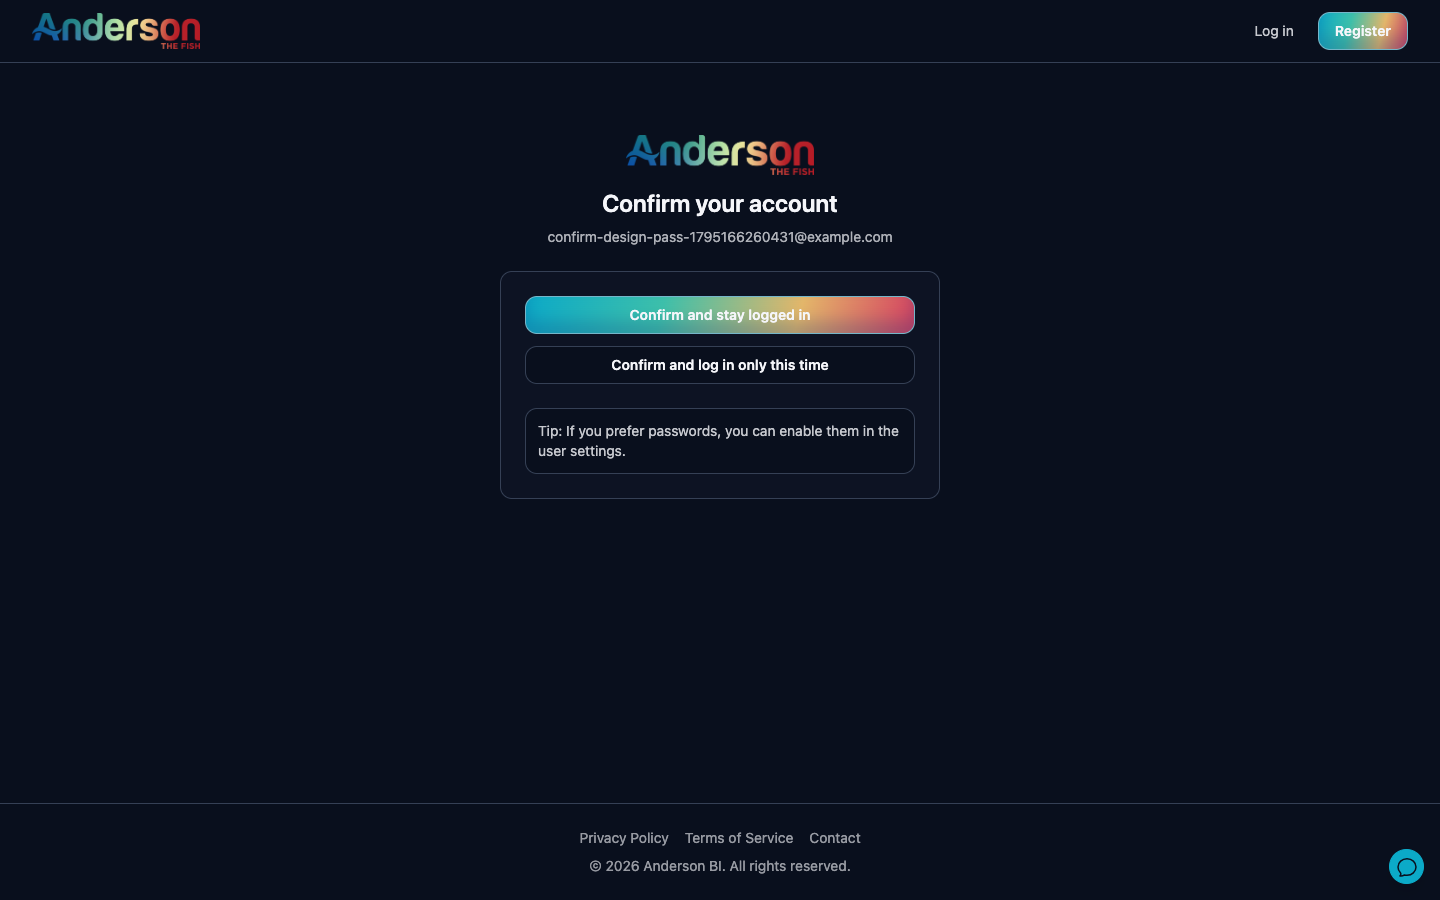 Anderson
THE FISH
Log in
Register
Anderson
THE FISH
Confirm your account
confirm-design-pass-1795166260431@example.com
Confirm and stay logged in
Confirm and log in only this time
Tip: If you prefer passwords, you can enable them in the
user settings.
Privacy Policy
Terms of Service
Contact
© 2026 Anderson BI. All rights reserved.